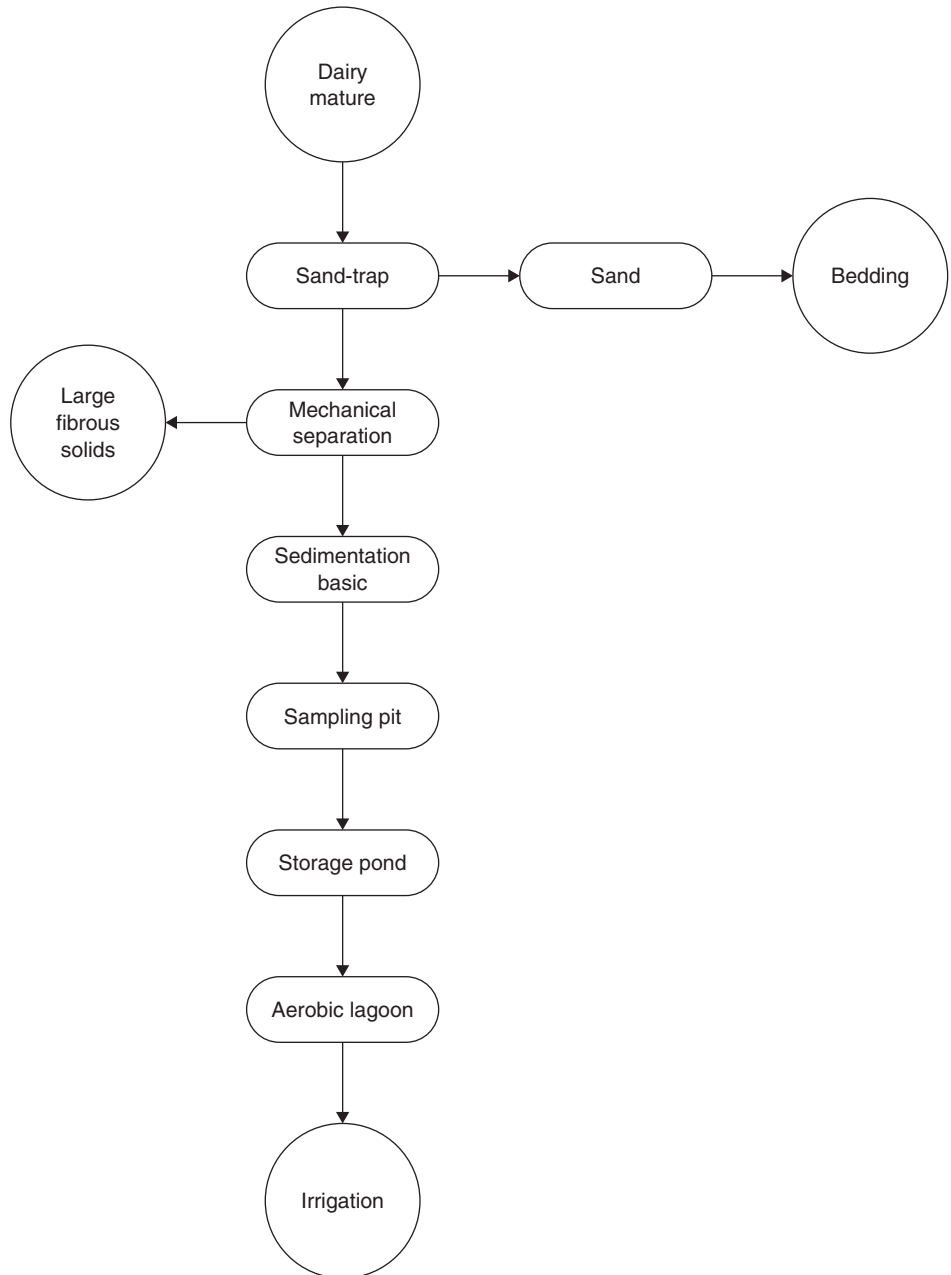 Dairy
mature
Sand-trap
Sand
Bedding
Large
fibrous
solids
Mechanical
separation
Sedimentation
basic
Sampling pit
Storage pond
Aerobic lagoon
Irrigation